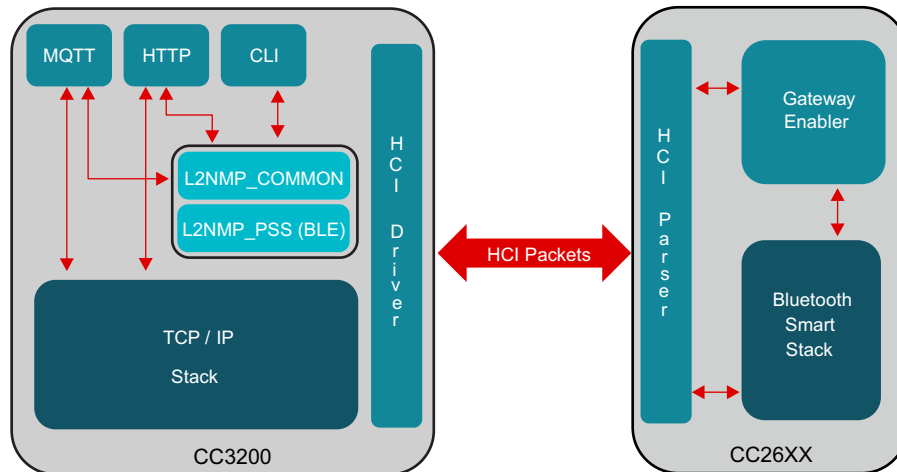 MQTT
HTTP
CLI
L2NMP_COMMON
L2NMP_PSS (BLE)
TCP / IP
Stack
HCI Driver
CC3200
HCI Packets
HCI Parser
Gateway
Enabler
Bluetooth
Smart
Stack
CC26XX